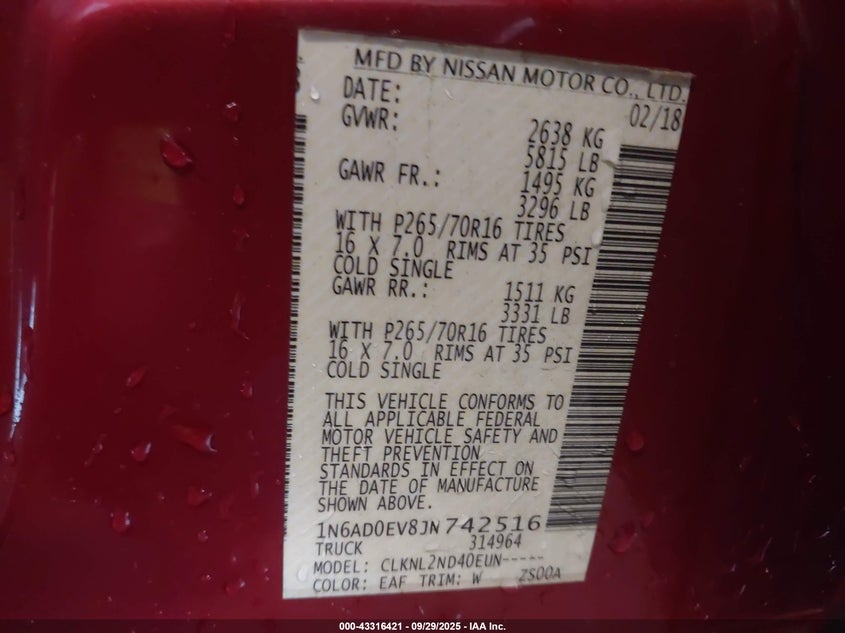 MFD BY NISSAN MOTOR CO., LTD.
DATE: 02/18
GVWR: 2638 KG
5815 LB
GAWR FR.: 1495 KG
3296 LB
WITH P265/70R16 TIRES
16 X 7.0 RIMS AT 35 PSI
COLD SINGLE
GAWR RR.: 1511 KG
3331 LB
WITH P265/70R16 TIRES
16 X 7.0 RIMS AT 35 PSI
COLD SINGLE
THIS VEHICLE CONFORMS TO
ALL APPLICABLE FEDERAL
MOTOR VEHICLE SAFETY AND
THEFT PREVENTION
STANDARDS IN EFFECT ON
THE DATE OF MANUFACTURE
SHOWN ABOVE.
1N6AD0EV8JN742516
TRUCK 314964
MODEL: CLKNL2ND40EUN-----
COLOR: EAF TRIM: W ZS00A
000-43316421 - 09/29/2025 - IAA Inc.